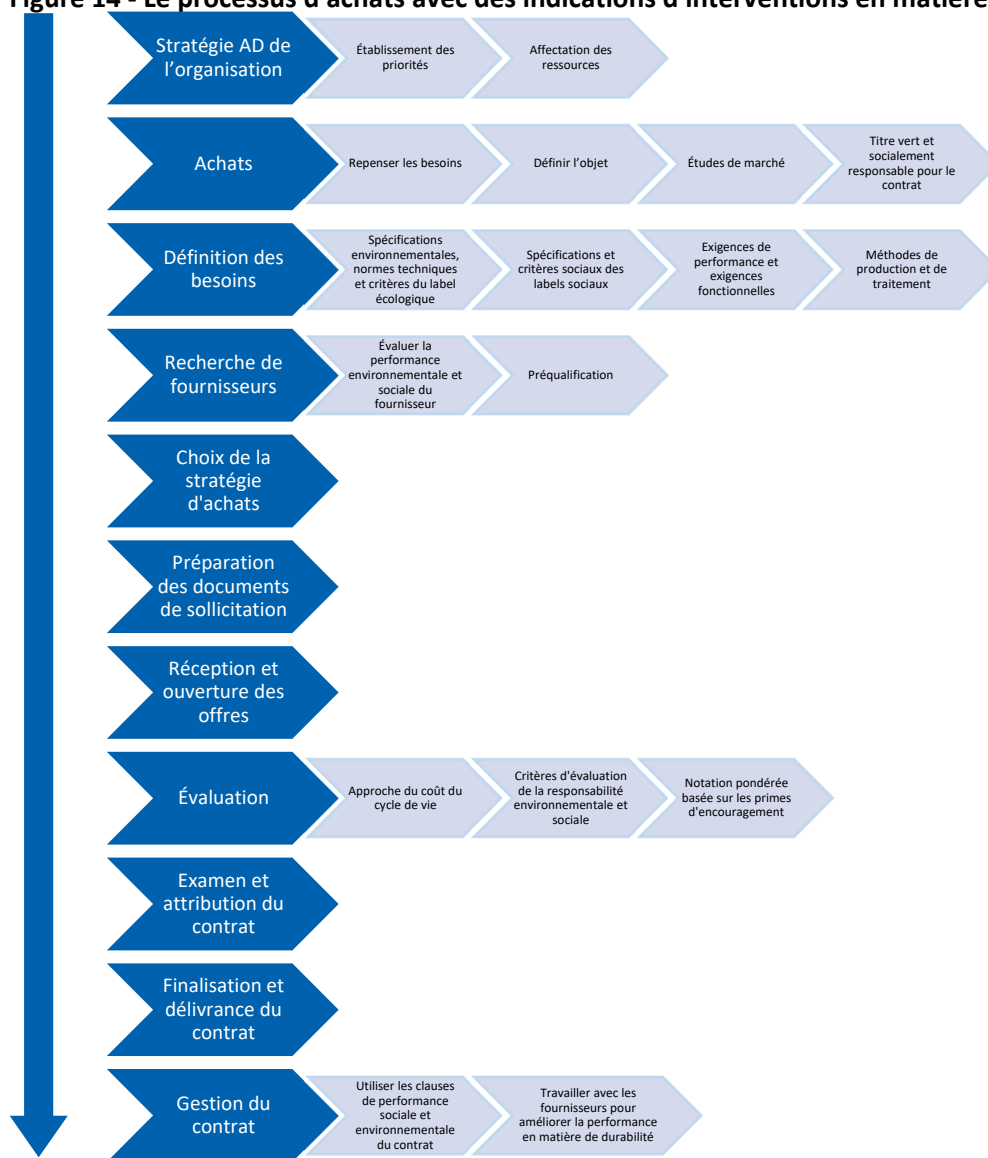 Figure 14 - Le processus d'achats avec des indications d'interventions en matière
Stratégie AD de
l'organisation
Établissement des
priorités
Affectation des
ressources
Achats
Repenser les besoins
Définir l'objet
Études de marché
Titre vert et
socialement
responsable pour le
contrat
Définition des
besoins
Spécifications
environnementales,
normes techniques
et critères du label
écologique
Spécifications et
critères sociaux des
labels sociaux
Exigences de
performance et
exigences
fonctionnelles
Méthodes de
production et de
traitement
Recherche de
fournisseurs
Évaluer la
performance
environnementale et
sociale du
fournisseur
Préqualification
Choix de la
stratégie
d'achats
Préparation
des documents
de sollicitation
Réception et
ouverture des
offres
Évaluation
Approche du coût du
cycle de vie
Critères d'évaluation
de la responsabilité
environnementale et
sociale
Notation pondérée
basée sur les primes
d'encouragement
Examen et
attribution du
contrat
Finalisation et
délivrance du
contrat
Gestion du
contrat
Utiliser les clauses
de performance
sociale et
environnementale
du contrat
Travailler avec les
fournisseurs pour
améliorer la performance
en matière de durabilité